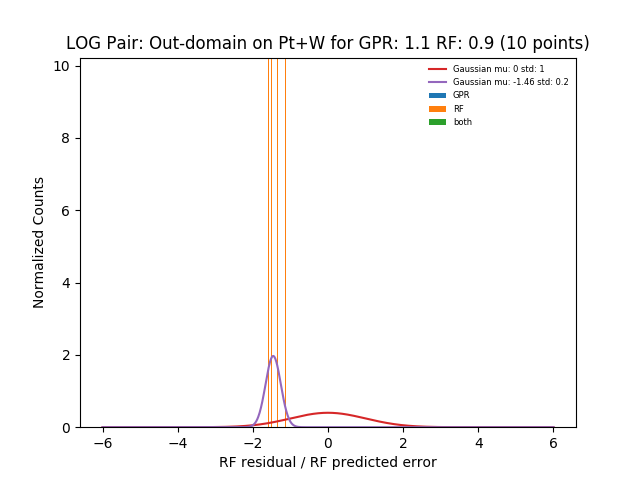 LOG Pair: Out-domain on Pt+W for GPR: 1.1 RF: 0.9 (10 points)
Gaussian mu: 0 std: 1
Gaussian mu: -1.46 std: 0.2
GPR
RF
both
10
8
6
4
2
0
Normalized Counts
−6
−4
−2
0
2
4
6
RF residual / RF predicted error